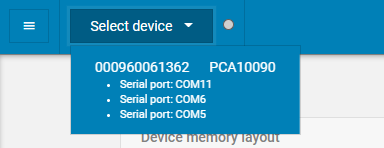 Select device
000960061362 PCA10090
Serial port: COM11
Serial port: COM6
Serial port: COM5
Device memory layout